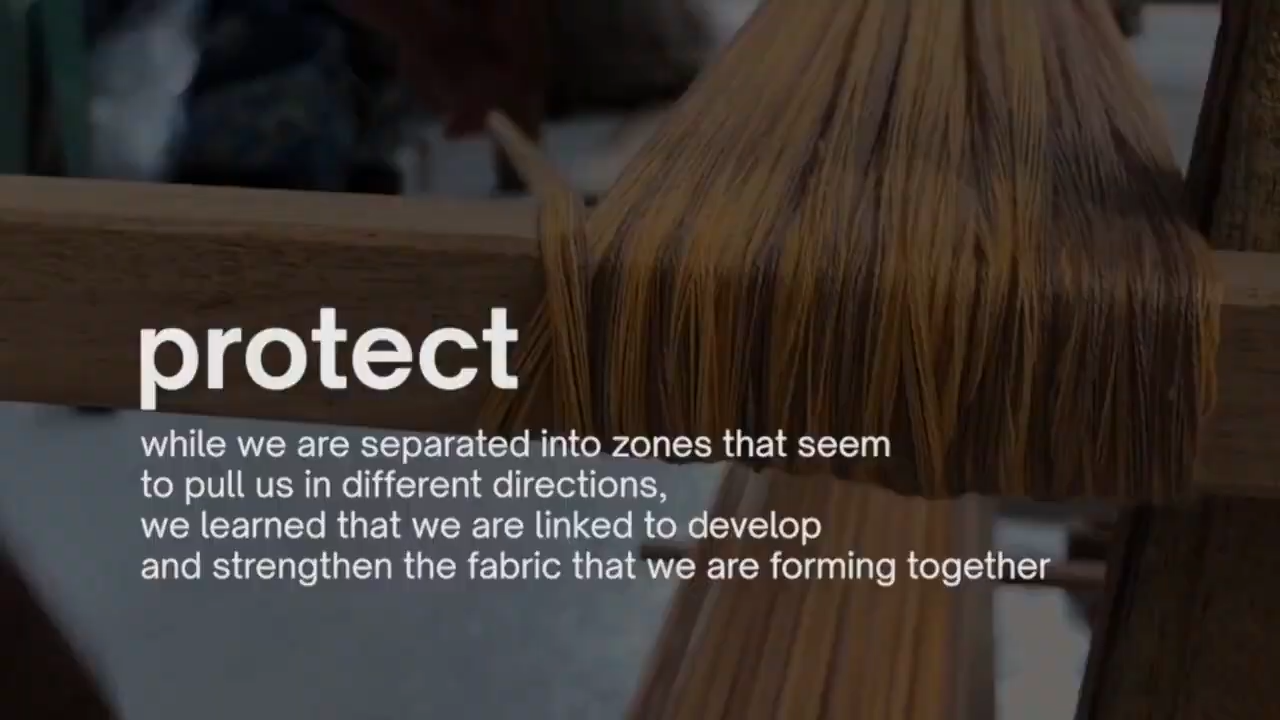 protect
while we are separated into zones that seem
to pull us in different directions,
we learned that we are linked to develop
and strengthen the fabric that we are forming together